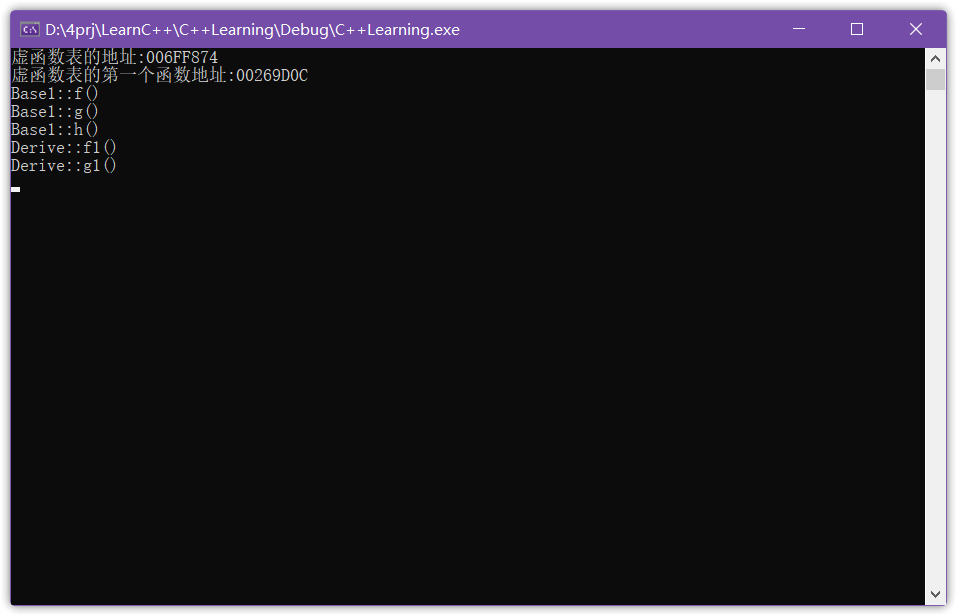 D:\4prj\LearnC++\C++Learning\Debug\C++Learning.exe
虚函数表的地址:006FF874
虚函数表的第一个函数地址:00269D0C
Base1::f()
Base1::g()
Base1::h()
Derive::f1()
Derive::g1()